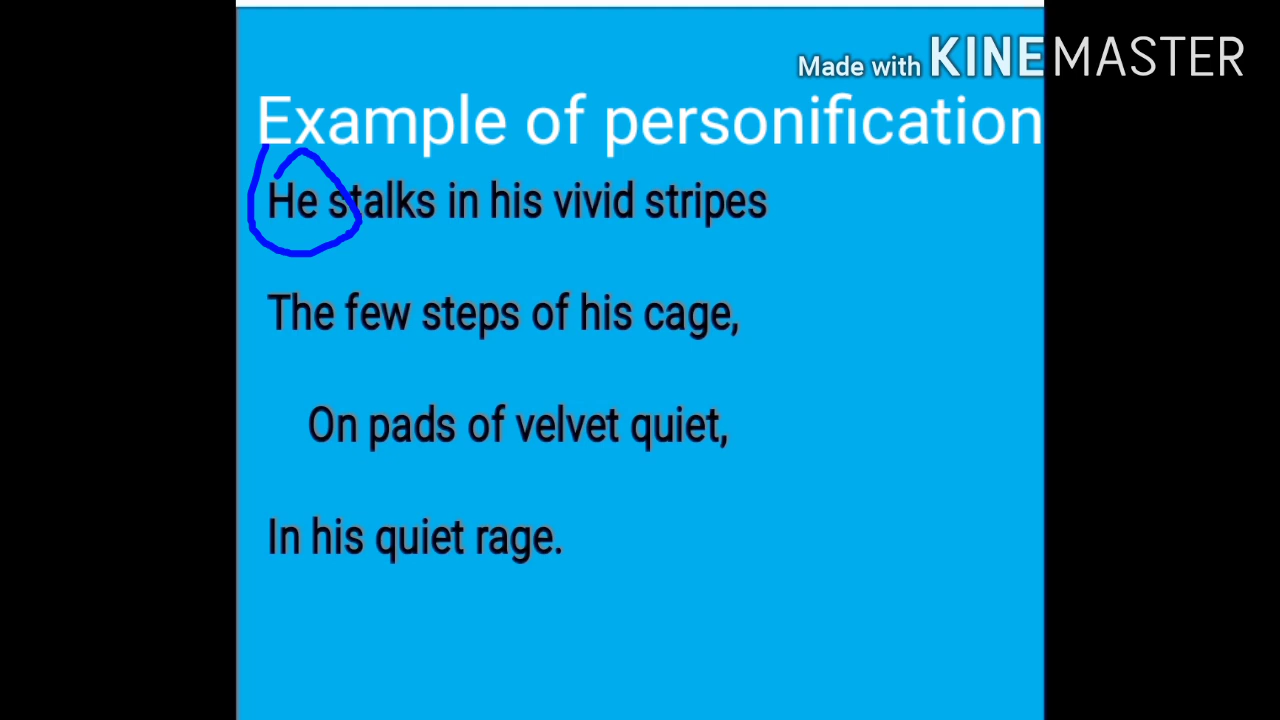 Made with KINEMASTER
Example of personification
He stalks in his vivid stripes
The few steps of his cage,
On pads of velvet quiet,
In his quiet rage.